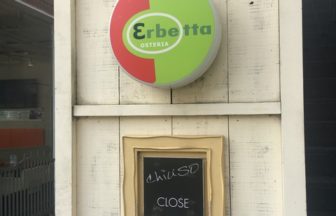 Erbetta
OSTERIA
chiuso
CLOSE